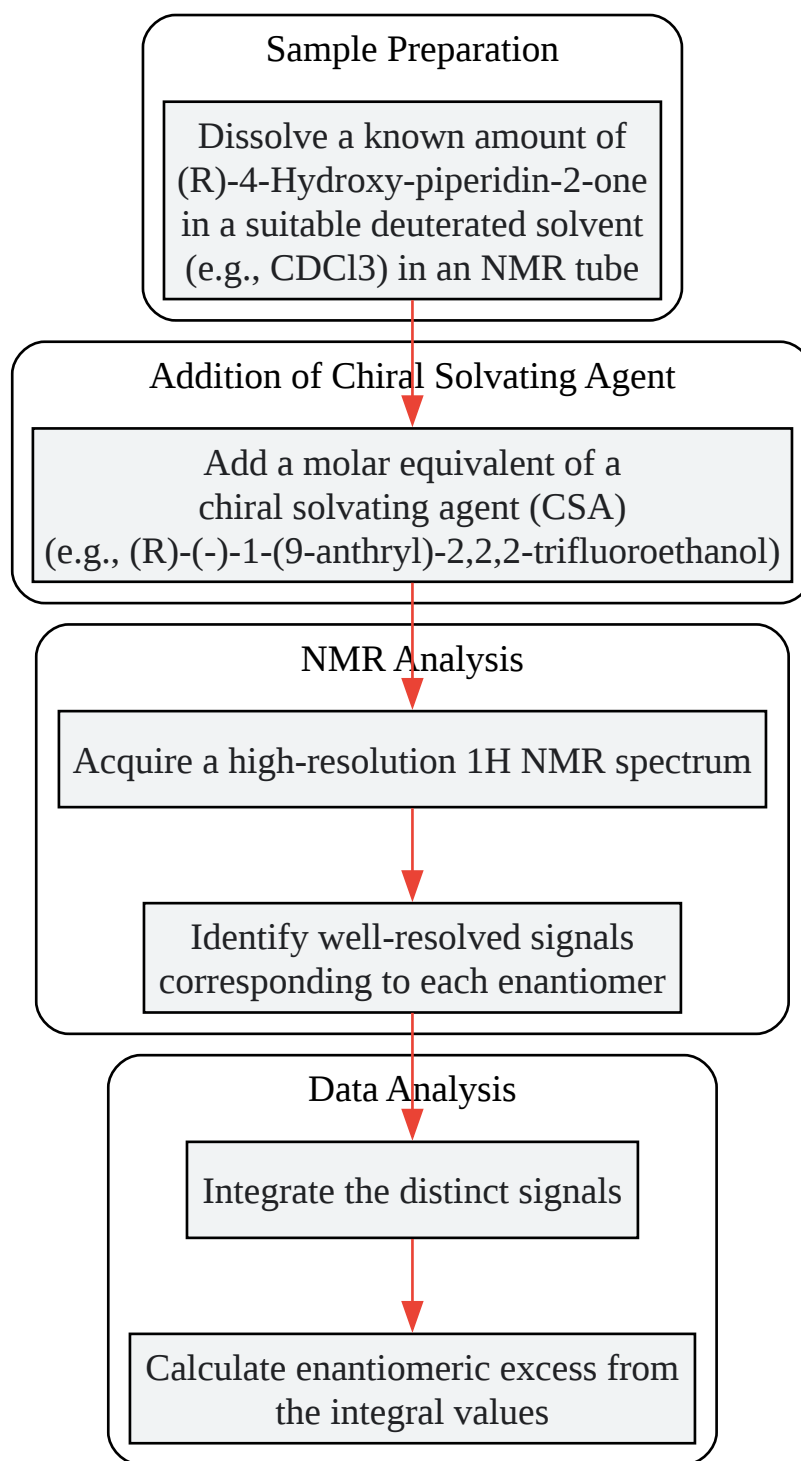 Sample Preparation
Dissolve a known amount of
(R)-4-Hydroxy-piperidin-2-one
in a suitable deuterated solvent
(e.g., CDCl3) in an NMR tube
Addition of Chiral Solvating Agent
Add a molar equivalent of a
chiral solvating agent (CSA)
(e.g., (R)-(-)-1-(9-anthryl)-2,2,2-trifluoroethanol)
NMR Analysis
Acquire a high-resolution 1H NMR spectrum
Identify well-resolved signals
corresponding to each enantiomer
Data Analysis
Integrate the distinct signals
Calculate enantiomeric excess from
the integral values